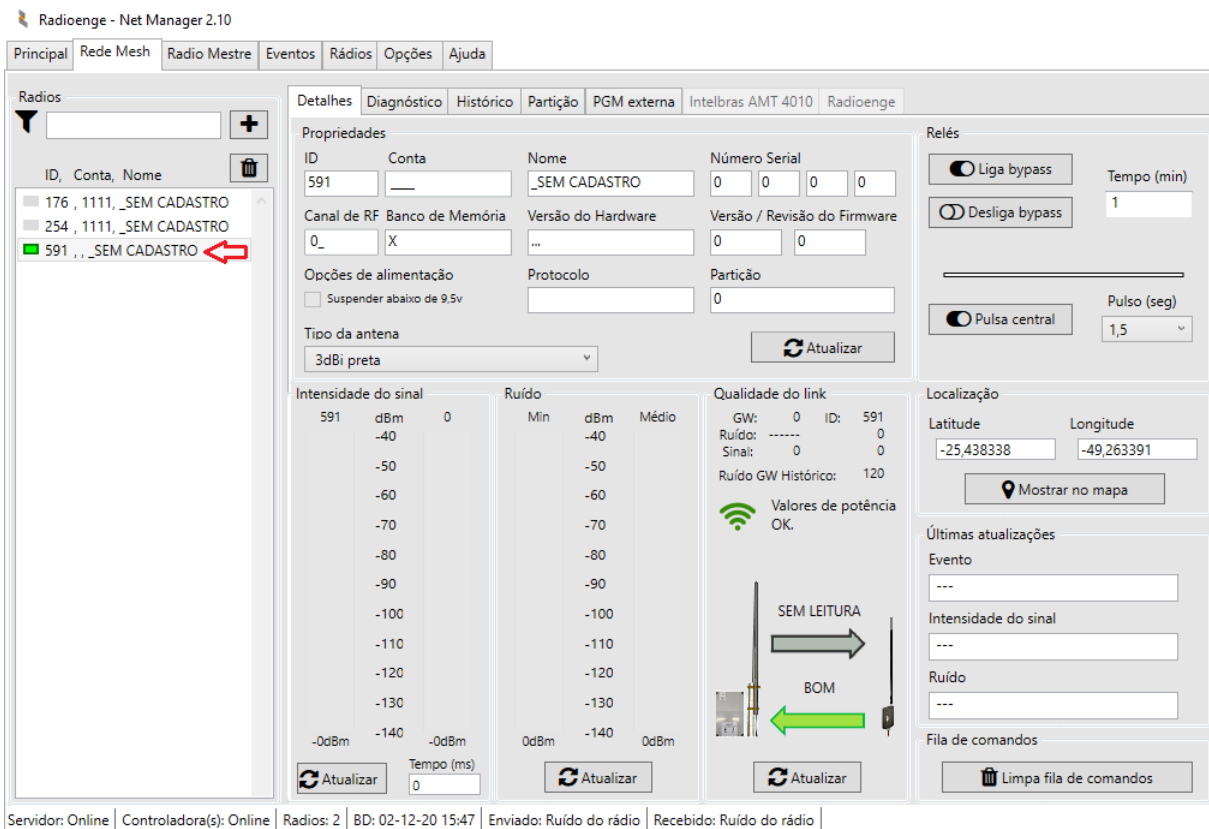 Radioenge - Net Manager 2.10
Principal Rede Mesh Radio Mestre Eventos Rádios Opções Ajuda
Radios
ID, Conta, Nome
176 , 1111, _SEM CADASTRO
254 , 1111, _SEM CADASTRO
591 , , _SEM CADASTRO
Detalhes Diagnóstico Histórico Partição PGM externa Intelbras AMT 4010 Radioenge
Propriedades
ID Conta Nome Número Serial
591 ___ _SEM CADASTRO 0 0 0 0
Canal de RF Banco de Memória Versão do Hardware Versão / Revisão do Firmware
0_ X ... 0 0
Opções de alimentação Protocolo Partição
Suspender abaixo de 9,5v 0
Tipo da antena
3dBi preta
Atualizar
Relés
Liga bypass Tempo (min)
Desliga bypass 1
Pulso (seg)
Pulsa central 1,5
Intensidade do sinal
591 dBm 0
-40
-50
-60
-70
-80
-90
-100
-110
-120
-130
-140
-0dBm -0dBm
Tempo (ms)
Atualizar 0
Ruído
Min dBm Médio
-40
-50
-60
-70
-80
-90
-100
-110
-120
-130
-140
0dBm 0dBm
Atualizar
Qualidade do link
GW: 0 ID: 591
Ruído: ------ 0
Sinal: 0 0
Ruído GW Histórico: 120
Valores de potência
OK.
SEM LEITURA
BOM
Atualizar
Localização
Latitude Longitude
-25,438338 -49,263391
Mostrar no mapa
Últimas atualizações
Evento
---
Intensidade do sinal
---
Ruído
---
Fila de comandos
Limpa fila de comandos
Servidor: Online Controladora(s): Online Radios: 2 BD: 02-12-20 15:47 Enviado: Ruído do rádio Recebido: Ruído do rádio